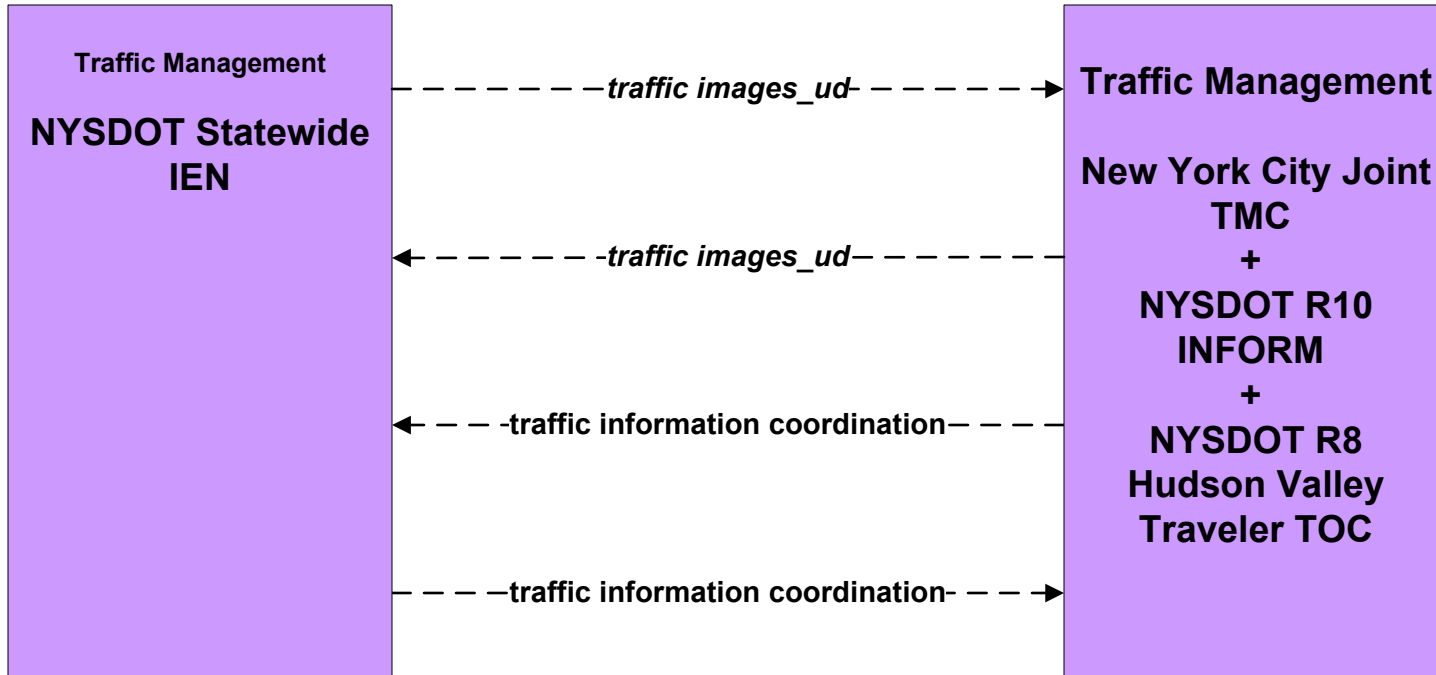 Traffic Management
NYSDOT Statewide
IEN
traffic images_ud
traffic images_ud
traffic information coordination
traffic information coordination
Traffic Management
New York City Joint
TMC
+
NYSDOT R10
INFORM
+
NYSDOT R8
Hudson Valley
Traveler TOC